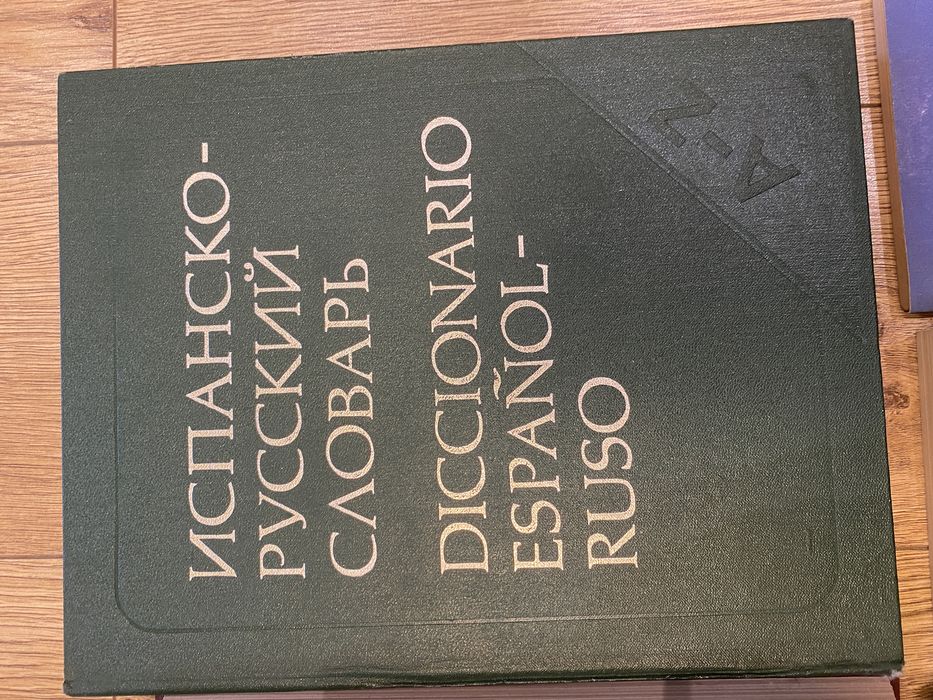 ИСПАНСКО-
РУССКИЙ
СЛОВАРЬ
DICCIONARIO
ESPAÑOL-
RUSO
A-Z